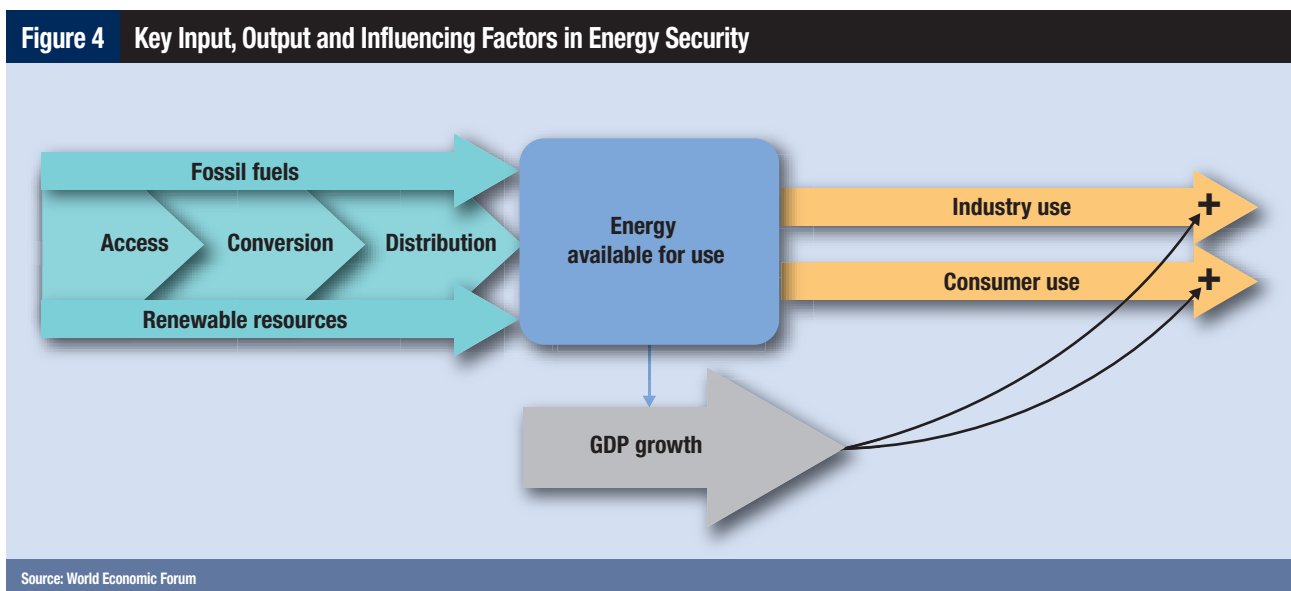 Figure 4 Key Input, Output and Influencing Factors in Energy Security
Fossil fuels
Access Conversion Distribution
Renewable resources
Energy
available for use
Industry use +
Consumer use +
GDP growth
Source: World Economic Forum